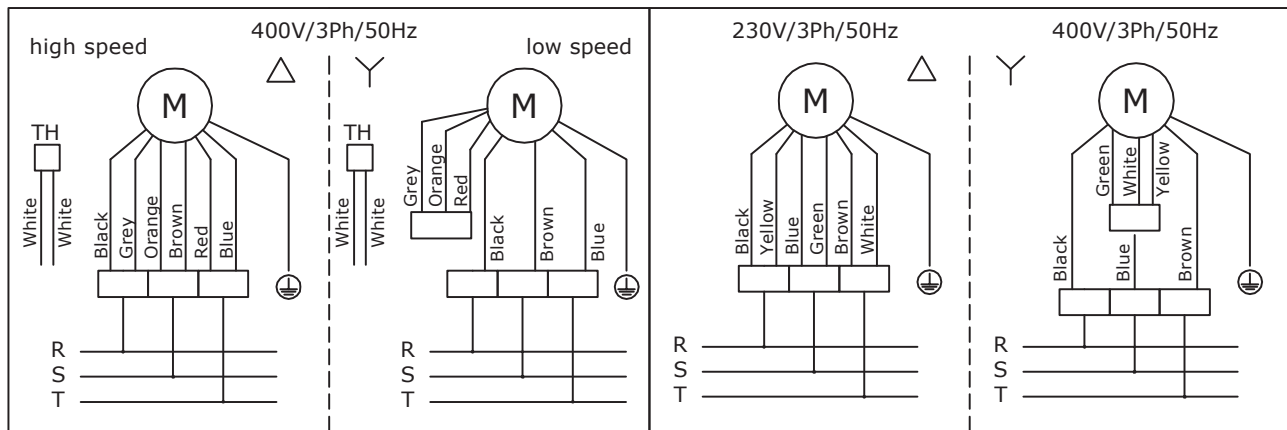 400V/3Ph/50Hz
high speed
low speed
M
TH
White
White
Black
Grey
Orange
Brown
Red
Blue
R
S
T
M
TH
White
White
Grey
Orange
Red
Black
Brown
Blue
230V/3Ph/50Hz
M
Black
Yellow
Blue
Green
Brown
White
R
S
T
400V/3Ph/50Hz
M
Green
White
Yellow
Black
Blue
Brown
R
S
T